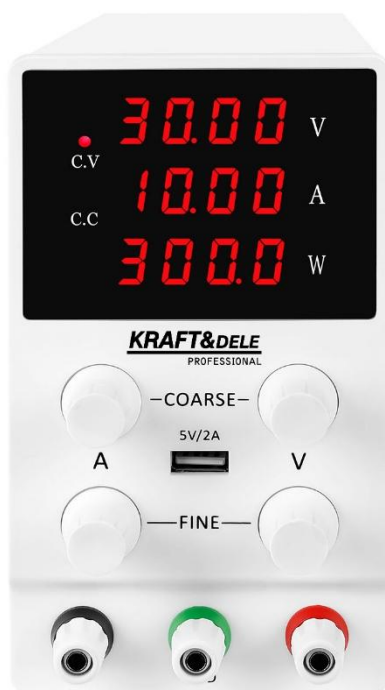 30.00 V
C.V
10.00 A
C.C
300.0 W
KRAFT&DELE
PROFESSIONAL
COARSE
5V/2A
A
V
FINE